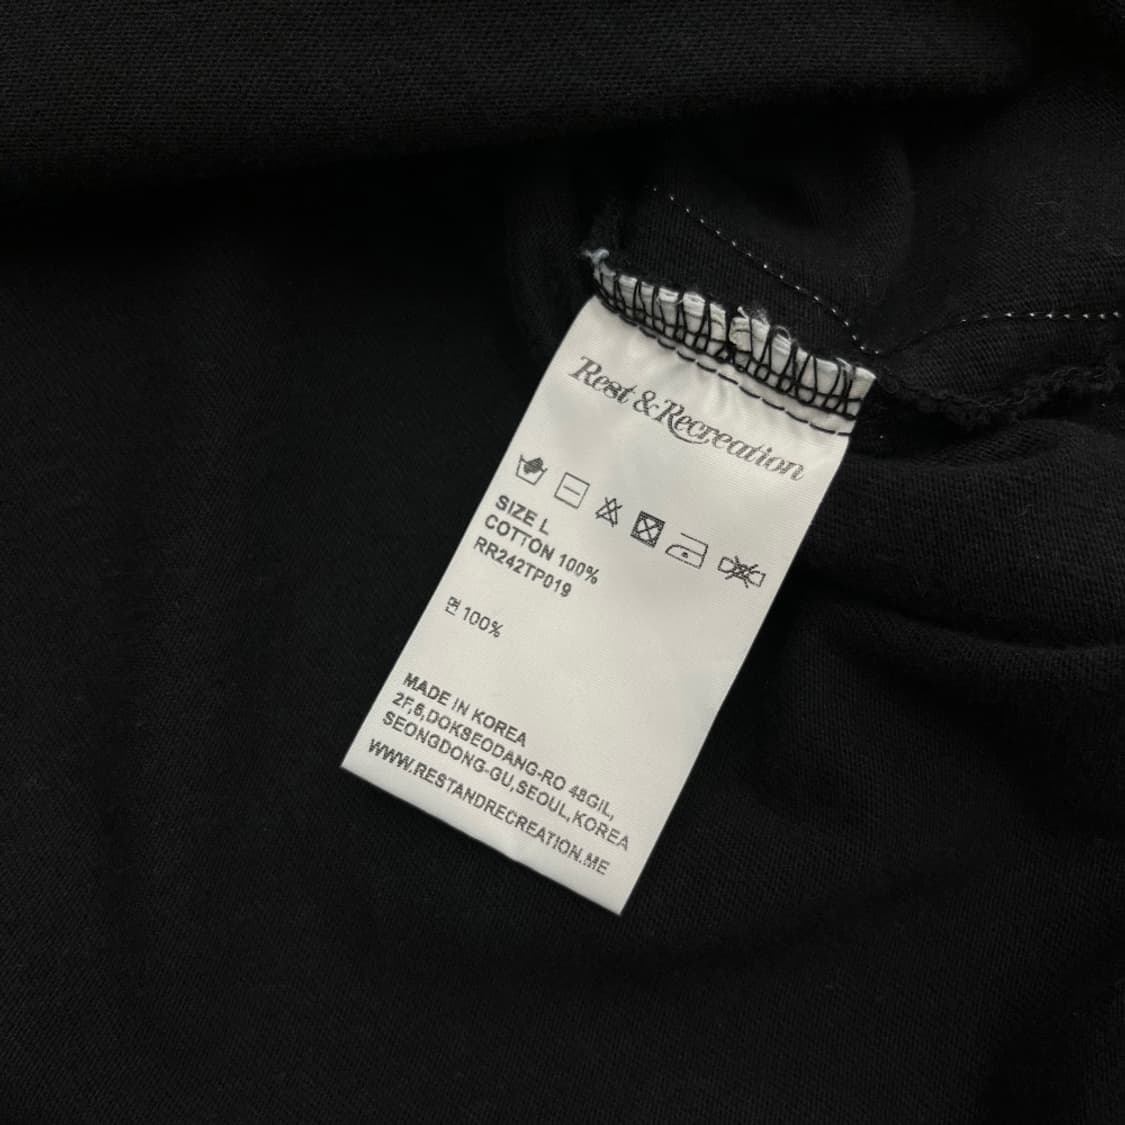 Rest & Recreation
SIZE L
COTTON 100%
RR242TP019
면 100%
MADE IN KOREA
2F,6,DOKSEODANG-RO 48GIL,
SEONGDONG-GU,SEOUL,KOREA
WWW.RESTANDRECREATION.ME